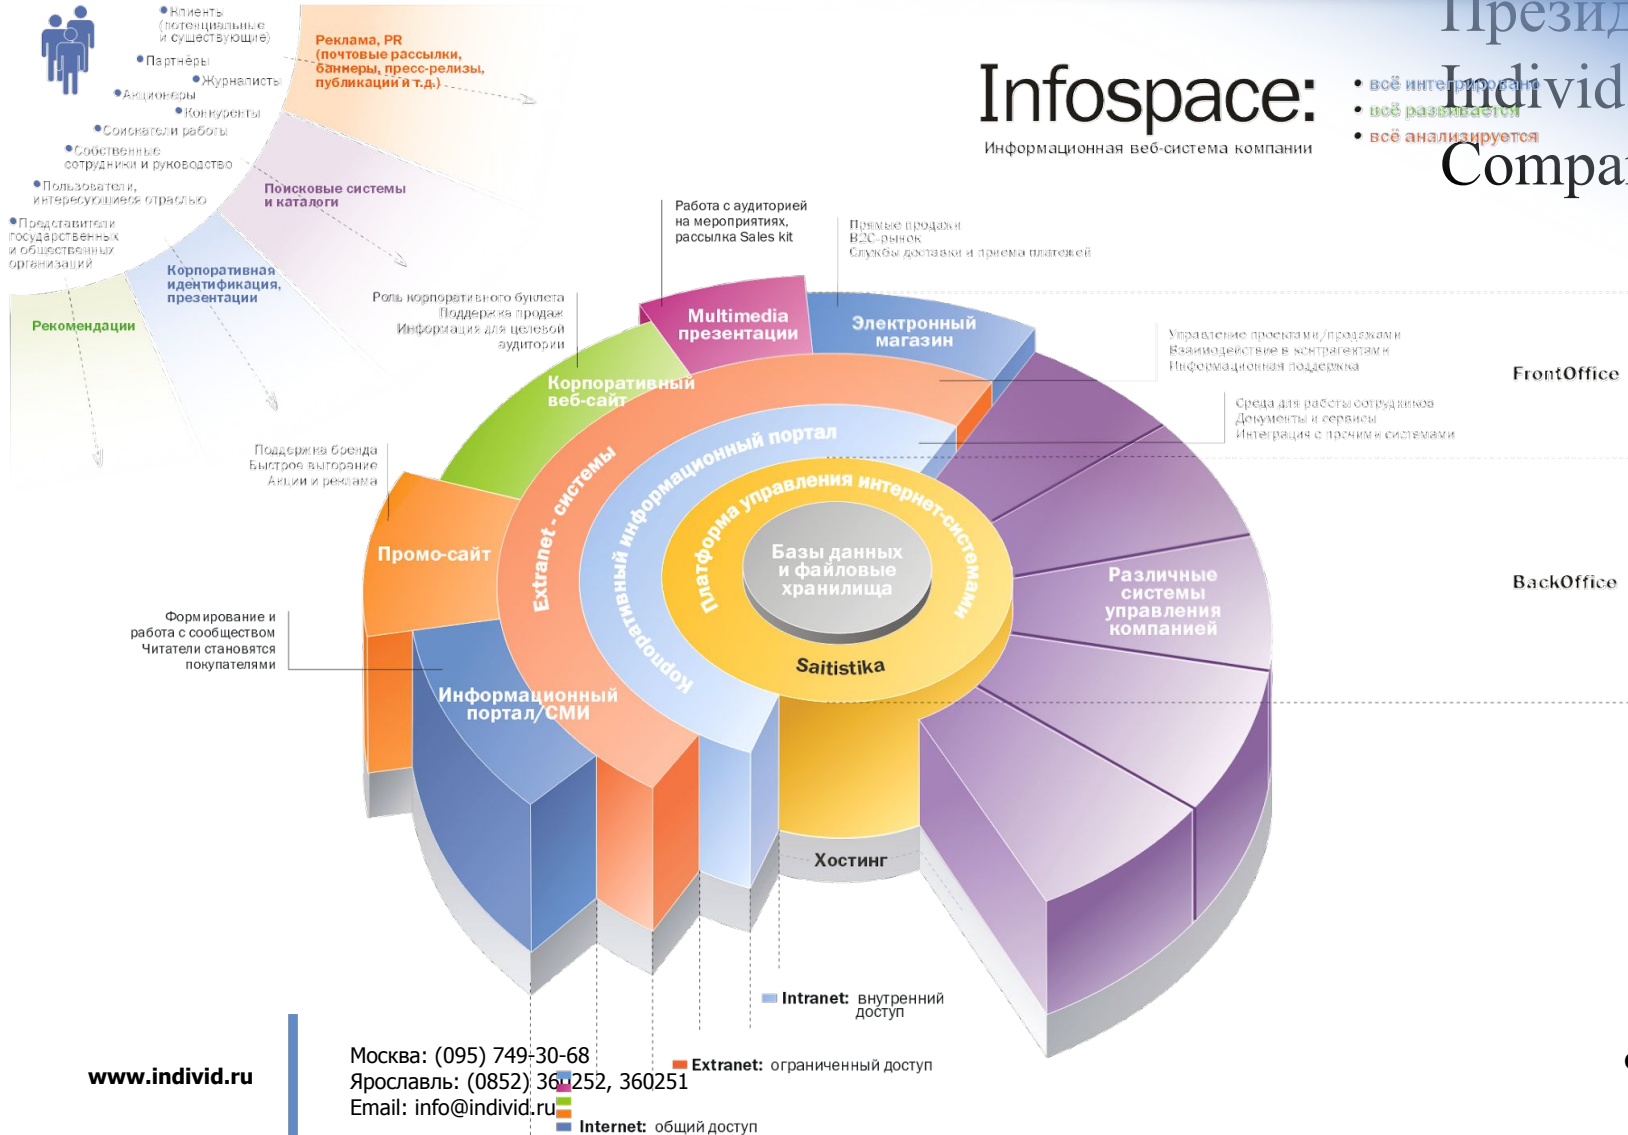 Клиенты
(потенциальные
и существующие)
Партнёры
Журналисты
Акционеры
Конкуренты
Соискатели работы
Собственные
сотрудники и руководство
Пользователи,
интересующиеся отраслью
Представители
государственных
и общественных
организаций
Реклама, PR
(почтовые рассылки,
баннеры, пресс-релизы,
публикации и т.д.)
Поисковые системы
и каталоги
Корпоративная
идентификация,
презентации
Рекомендации
Infospace:
Информационная веб-система компании
• всё интегрировано
• всё развивается
• всё анализируется
Individ
Работа с аудиторией
на мероприятиях,
рассылка Sales kit
Прямые продажи
B2C-рынок
Службы доставки и приема платежей
Роль корпоративного буклета
Поддержка продаж
Информация для целевой
аудитории
Multimedia
презентации
Электронный
магазин
Управление проектами/продажами
Взаимодействие в контрагентами
Информационная поддержка
FrontOffice
Корпоративный
веб-сайт
Среда для работы сотрудников
Документы и сервисы
Интеграция с прочими системами
Поддержка бренда
Быстрое выгорание
Акции и реклама
Extranet - системы
Корпоративный информационный портал
Платформа управления интернет-системами
Промо-сайт
Базы данных
и файловые
хранилища
Различные
системы
управления
компанией
BackOffice
Формирование и
работа с сообществом
Читатели становятся
покупателями
Saitistika
Информационный
портал/СМИ
Хостинг
Intranet: внутренний
доступ
Extranet: ограниченный доступ
Internet: общий доступ
www.individ.ru
Москва: (095) 749-30-68
Ярославль: (0852) 360252, 360251
Email: info@individ.ru